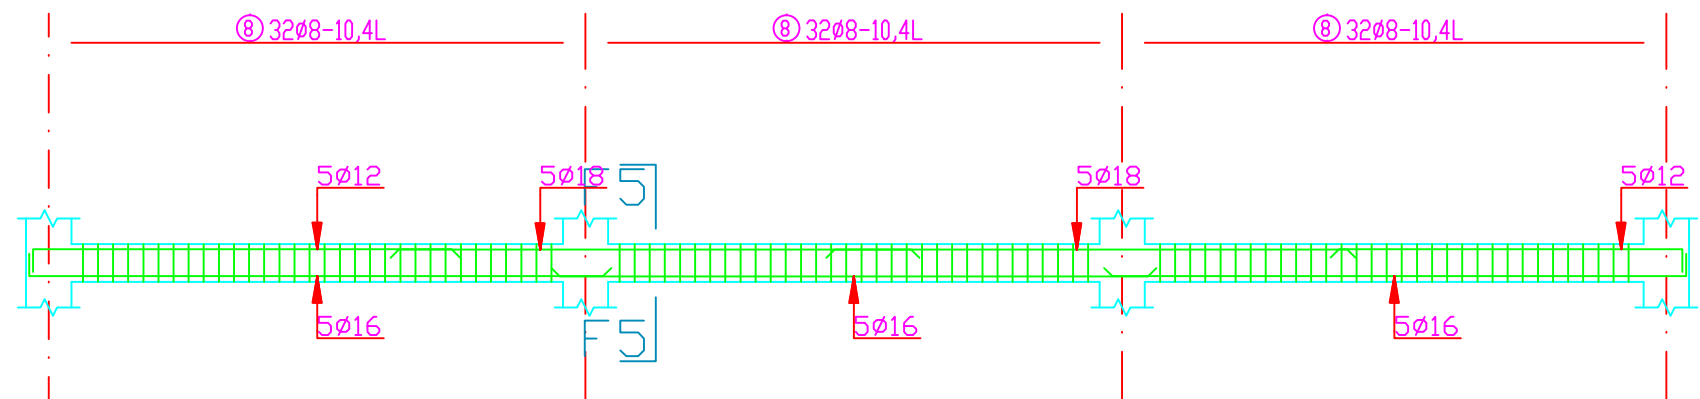 ⑧ 32ø8-10,4L ⑧ 32ø8-10,4L ⑧ 32ø8-10,4L
5ø12 5ø18 5ø18 5ø12
F 5
5ø16 5ø16 5ø16
F 5